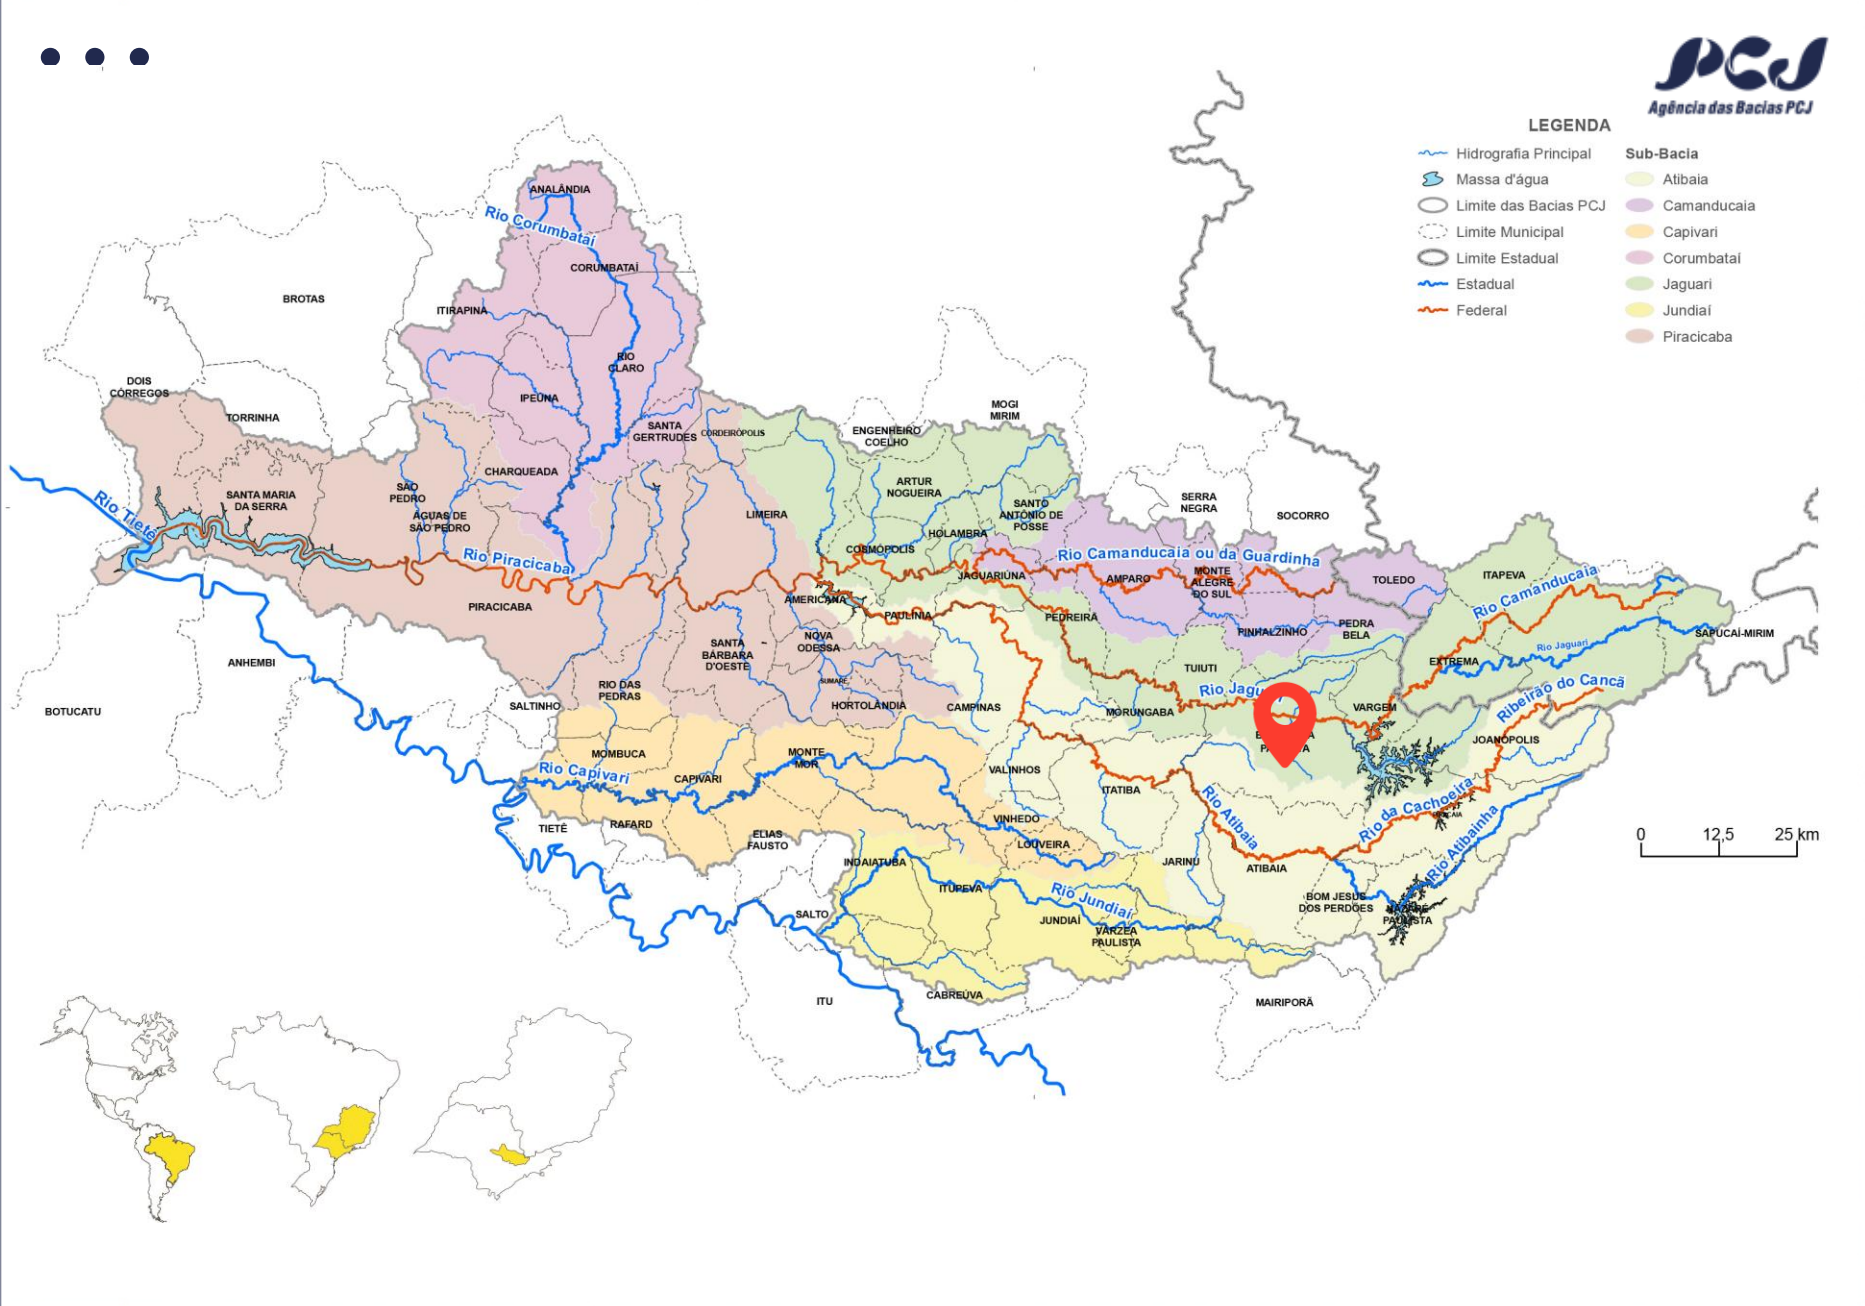 PCJ
Agência das Bacias PCJ
LEGENDA
Hidrografia Principal
Massa d'água
Limite das Bacias PCJ
Limite Municipal
Limite Estadual
Estadual
Federal
Sub-Bacia
Atibaia
Camanducaia
Capivari
Corumbataí
Jaguari
Jundiaí
Piracicaba
ANALÂNDIA
Rio Corumbataí
CORUMBATAÍ
BROTAS
ITIRAPINA
RIO
CLARO
DOIS
CÓRREGOS
IPEÚNA
TORRINHA
SANTA
GERTRUDES
CORDEIRÓPOLIS
MOGI
MIRIM
ENGENHEIRO
COELHO
CHARQUEADA
SANTA MARIA
DA SERRA
SÃO
PEDRO
ÁGUAS DE
SÃO PEDRO
LIMEIRA
ARTUR
NOGUEIRA
SANTO
ANTÔNIO DE
POSSE
SERRA
NEGRA
SOCORRO
Rio Tietê
HOLAMBRA
COSMÓPOLIS
Rio Piracicaba
Rio Camanducaia ou da Guardinha
JAGUARIÚNA
AMPARO
MONTE
ALEGRE
DO SUL
TOLEDO
ITAPEVA
Rio Camanducaia
PIRACICABA
AMERICANA
PAULÍNIA
PEDREIRA
PINHALZINHO
PEDRA
BELA
SAPUCAÍ-MIRIM
Rio Jaguari
EXTREMA
ANHEMBI
SANTA
BÁRBARA
D'OESTE
NOVA
ODESSA
SUMARÉ
TUIUTI
RIO DAS
PEDRAS
Rio Jagu
Ribeirão do Cancã
BOTUCATU
SALTINHO
HORTOLÂNDIA
CAMPINAS
MORUNGABA
VARGEM
JOANÓPOLIS
MOMBUCA
MONTE
MOR
Rio Capivari
CAPIVARI
VALINHOS
ITATIBA
Rio Atibaia
Rio da Cachoeira
Rio Atibainha
0 12,5 25 km
TIETÊ
RAFARD
ELIAS
FAUSTO
VINHEDO
LOUVEIRA
INDAIATUBA
JARINU
ATIBAIA
ITUPEVA
Rio Jundiaí
BOM JESUS
DOS PERDÕES
NAZARÉ
PAULISTA
SALTO
JUNDIAÍ
VÁRZEA
PAULISTA
CABREÚVA
ITU
MAIRIPORÃ